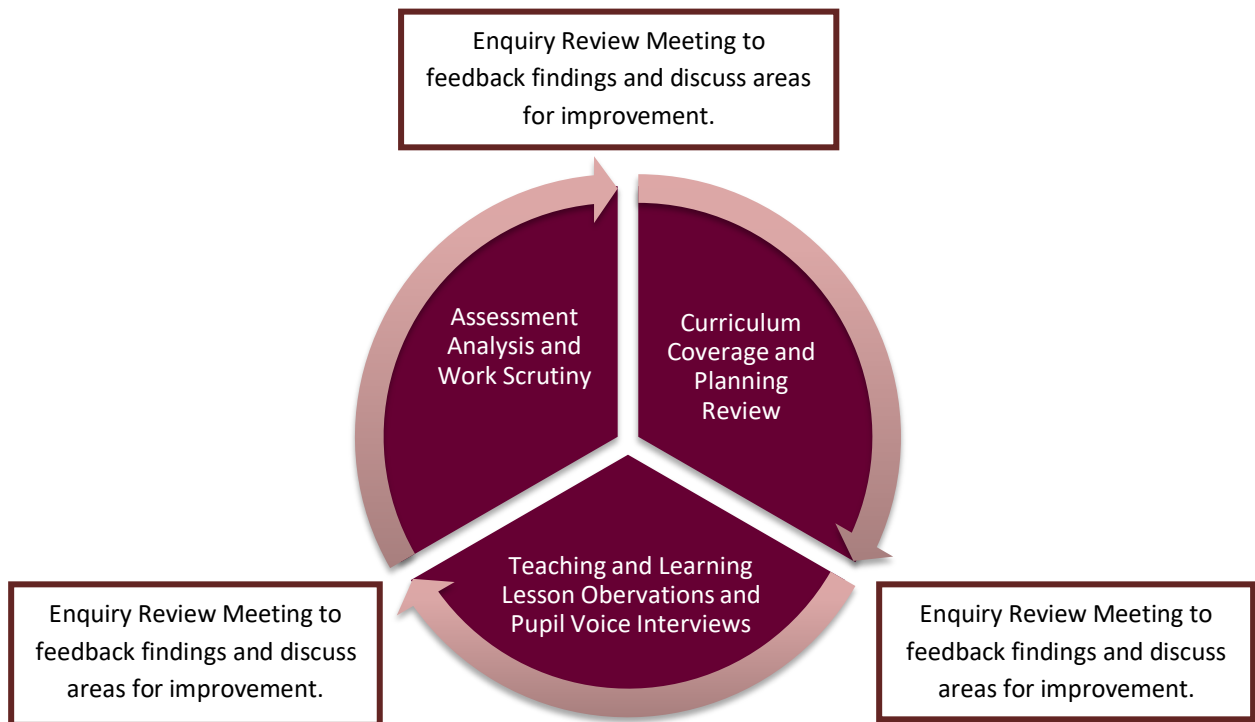 Enquiry Review Meeting to
feedback findings and discuss areas
for improvement.
Assessment
Analysis and
Work Scrutiny
Curriculum
Coverage and
Planning
Review
Teaching and Learning
Lesson Obervations and
Pupil Voice Interviews
Enquiry Review Meeting to
feedback findings and discuss
areas for improvement.
Enquiry Review Meeting to
feedback findings and discuss
areas for improvement.